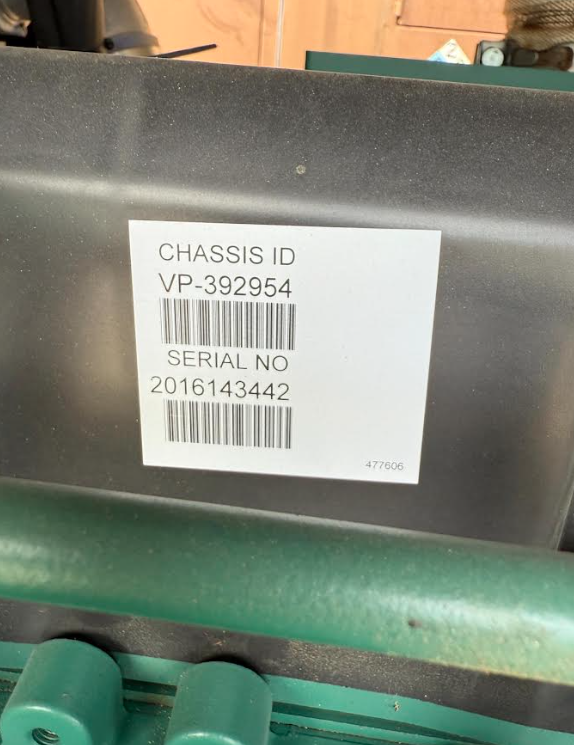 CHASSIS ID
VP-392954
SERIAL NO
2016143442
477606